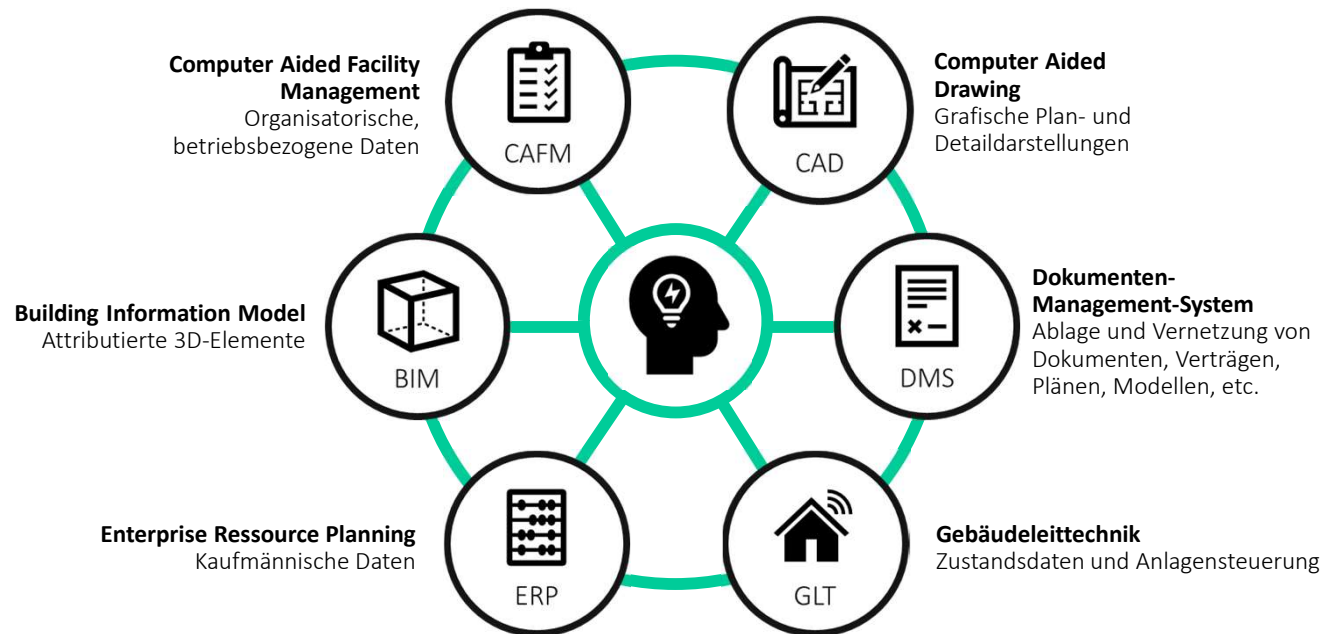 Computer Aided Facility
Management
Organisatorische,
betriebsbezogene Daten
CAFM
Computer Aided
Drawing
Grafische Plan- und
Detaildarstellungen
CAD
Building Information Model
Attributierte 3D-Elemente
BIM
Dokumenten-
Management-System
Ablage und Vernetzung von
Dokumenten, Verträgen,
Plänen, Modellen, etc.
DMS
Enterprise Ressource Planning
Kaufmännische Daten
ERP
Gebäudeleittechnik
Zustandsdaten und Anlagensteuerung
GLT